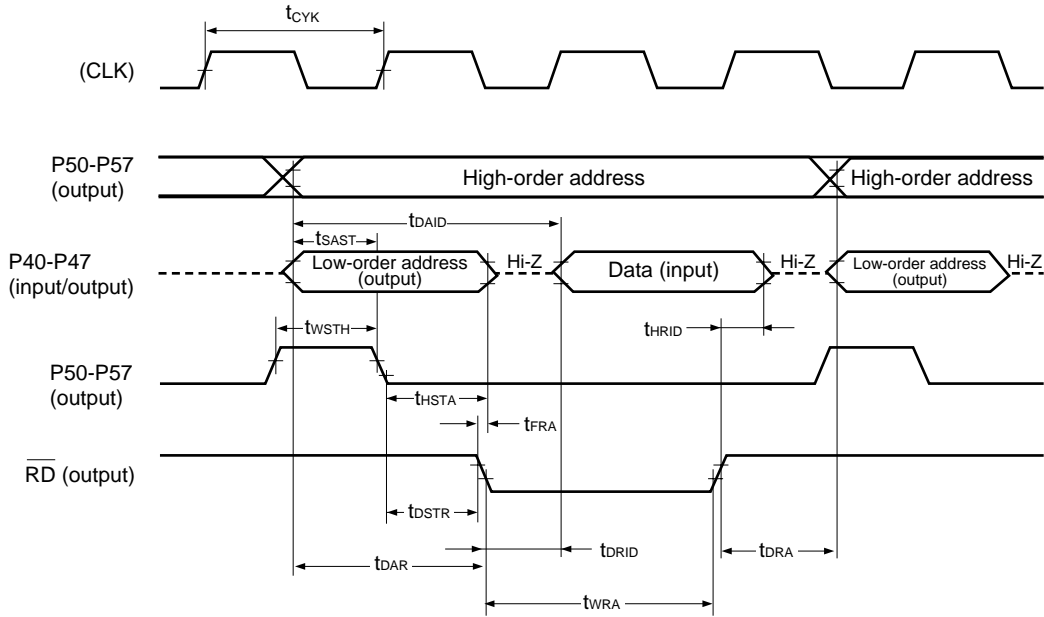 tCYK
(CLK)
P50-P57
(output)
High-order address
High-order address
tDAID
tSAST
P40-P47
(input/output)
Low-order address
(output)
Hi-Z
Data (input)
Hi-Z
Low-order address
(output)
Hi-Z
tWSTH
tHRID
P50-P57
(output)
tHSTA
tFRA
RD (output)
tDSTR
tDRID
tDRA
tDAR
tWRA